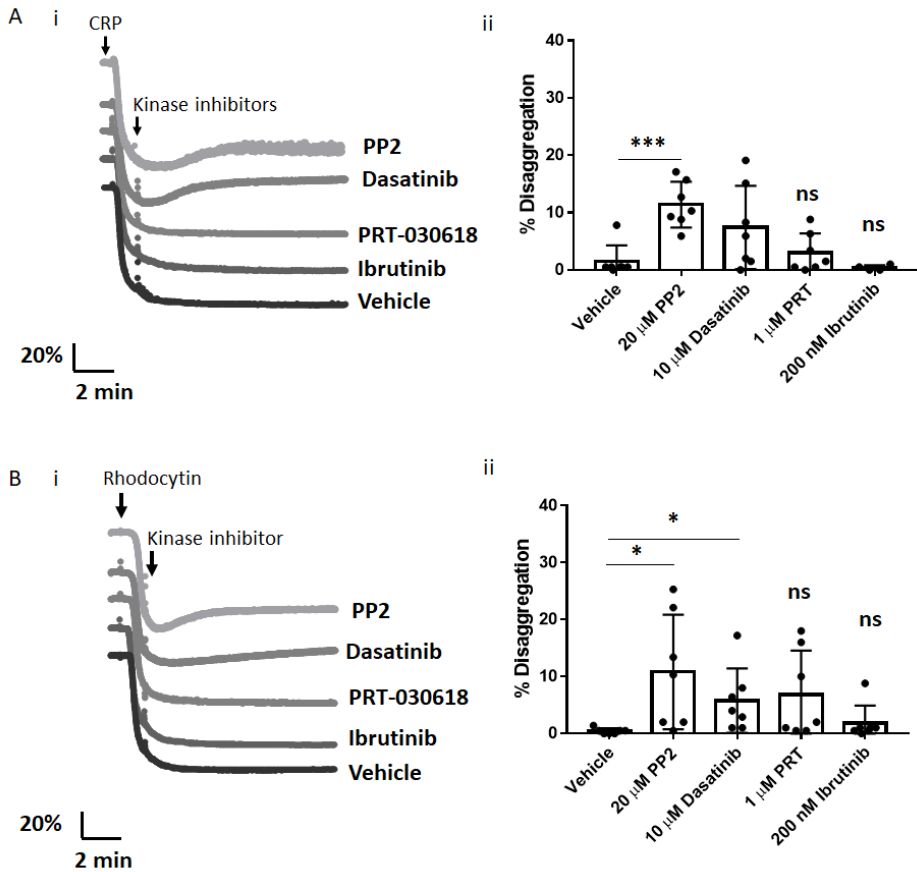 A i
CRP
Kinase inhibitors
PP2
Dasatinib
PRT-030618
Ibrutinib
Vehicle
20%
2 min
ii
% Disaggregation
40
30
20
10
0
***
ns
ns
Vehicle
20 μM PP2
10 μM Dasatinib
1 μM PRT
200 nM Ibrutinib
B i
Rhodocytin
Kinase inhibitor
PP2
Dasatinib
PRT-030618
Ibrutinib
Vehicle
20%
2 min
ii
% Disaggregation
40
30
20
10
0
*
*
ns
ns
Vehicle
20 μM PP2
10 μM Dasatinib
1 μM PRT
200 nM Ibrutinib